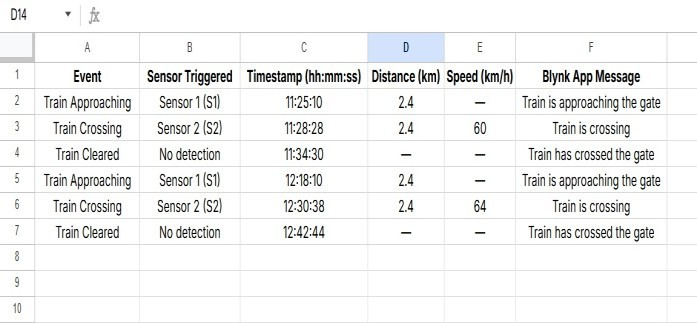 D14 fx
A B C D E F
1 Event Sensor Triggered Timestamp (hh:mm:ss) Distance (km) Speed (km/h) Blynk App Message
2 Train Approaching Sensor 1 (S1) 11:25:10 2.4 — Train is approaching the gate
3 Train Crossing Sensor 2 (S2) 11:28:28 2.4 60 Train is crossing
4 Train Cleared No detection 11:34:30 — — Train has crossed the gate
5 Train Approaching Sensor 1 (S1) 12:18:10 2.4 — Train is approaching the gate
6 Train Crossing Sensor 2 (S2) 12:30:38 2.4 64 Train is crossing
7 Train Cleared No detection 12:42:44 — — Train has crossed the gate
8
9
10